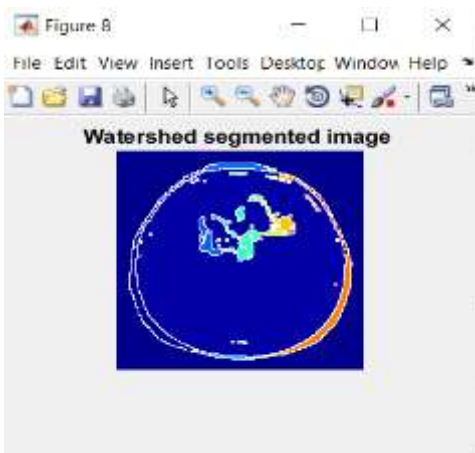 Figure 8
File Edit View Insert Tools Desktop Window Help
Watershed segmented image